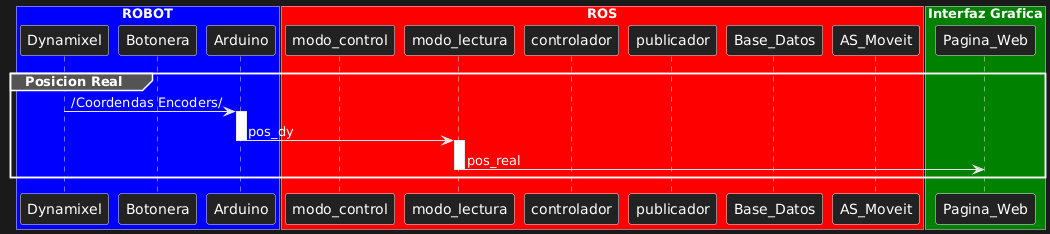 ROBOT ROS Interfaz Grafica
Dynamixel Botonera Arduino modo_control modo_lectura controlador publicador Base_Datos AS_Moveit Pagina_Web
Posicion Real
/Coordendas Encoders/
pos_dy
pos_real
Dynamixel Botonera Arduino modo_control modo_lectura controlador publicador Base_Datos AS_Moveit Pagina_Web